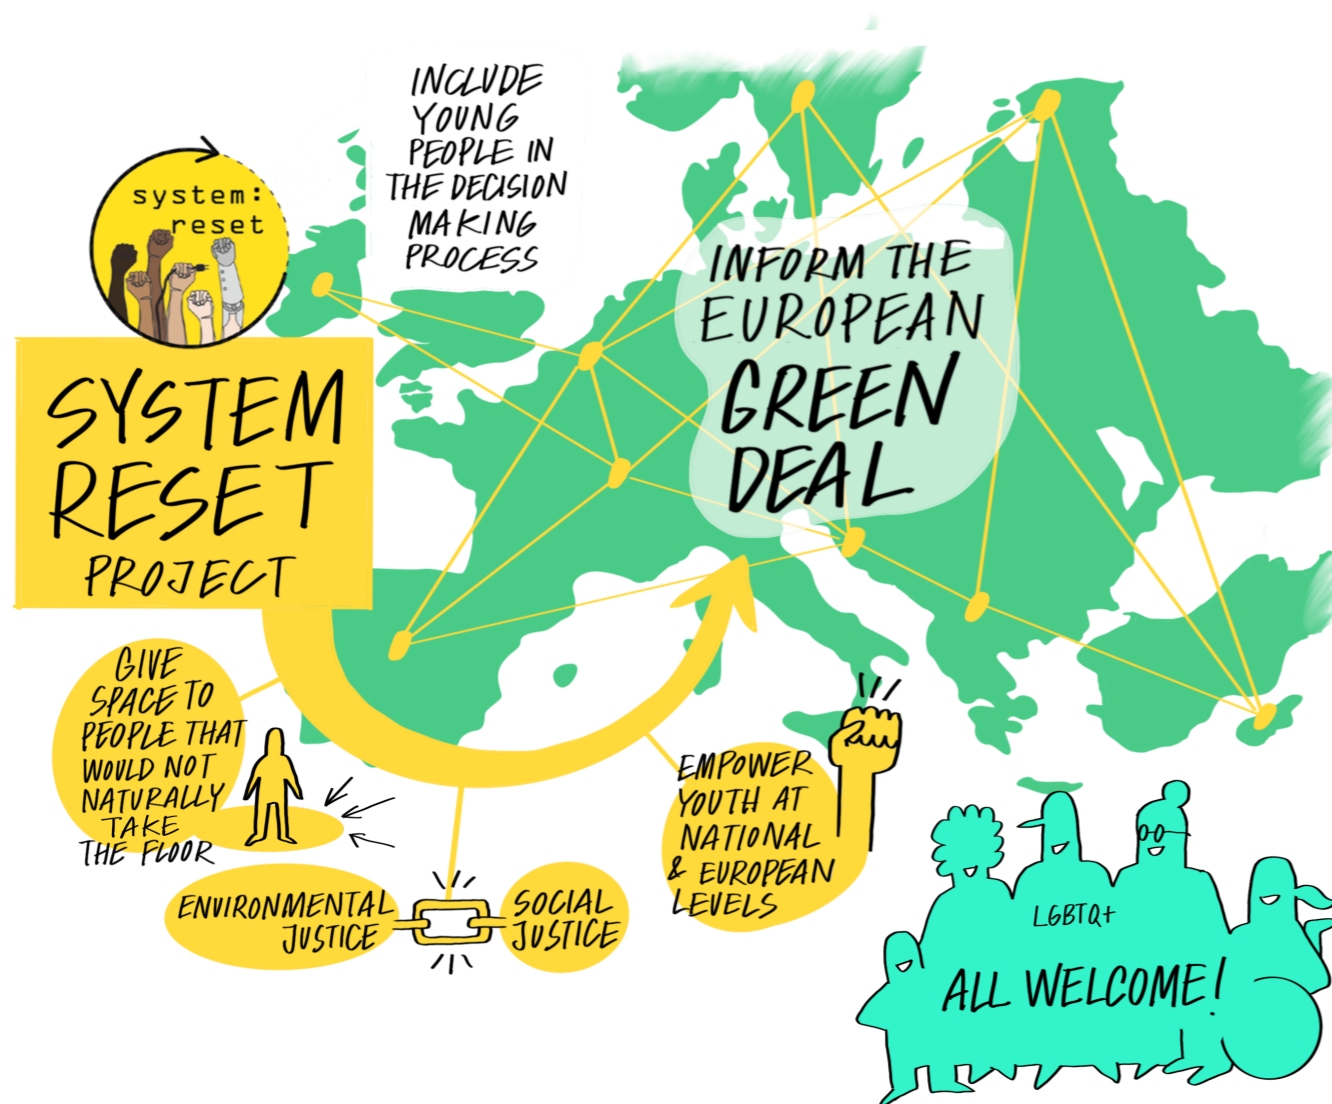 INCLUDE
YOUNG
PEOPLE IN
THE DECISION
MAKING
PROCESS
system:
reset
SYSTEM
RESET
PROJECT
INFORM THE
EUROPEAN
GREEN
DEAL
GIVE
SPACE TO
PEOPLE THAT
WOULD NOT
NATURALLY
TAKE
THE FLOOR
ENVIRONMENTAL
JUSTICE
SOCIAL
JUSTICE
EMPOWER
YOUTH AT
NATIONAL
& EUROPEAN
LEVELS
LGBTQ+
ALL WELCOME!